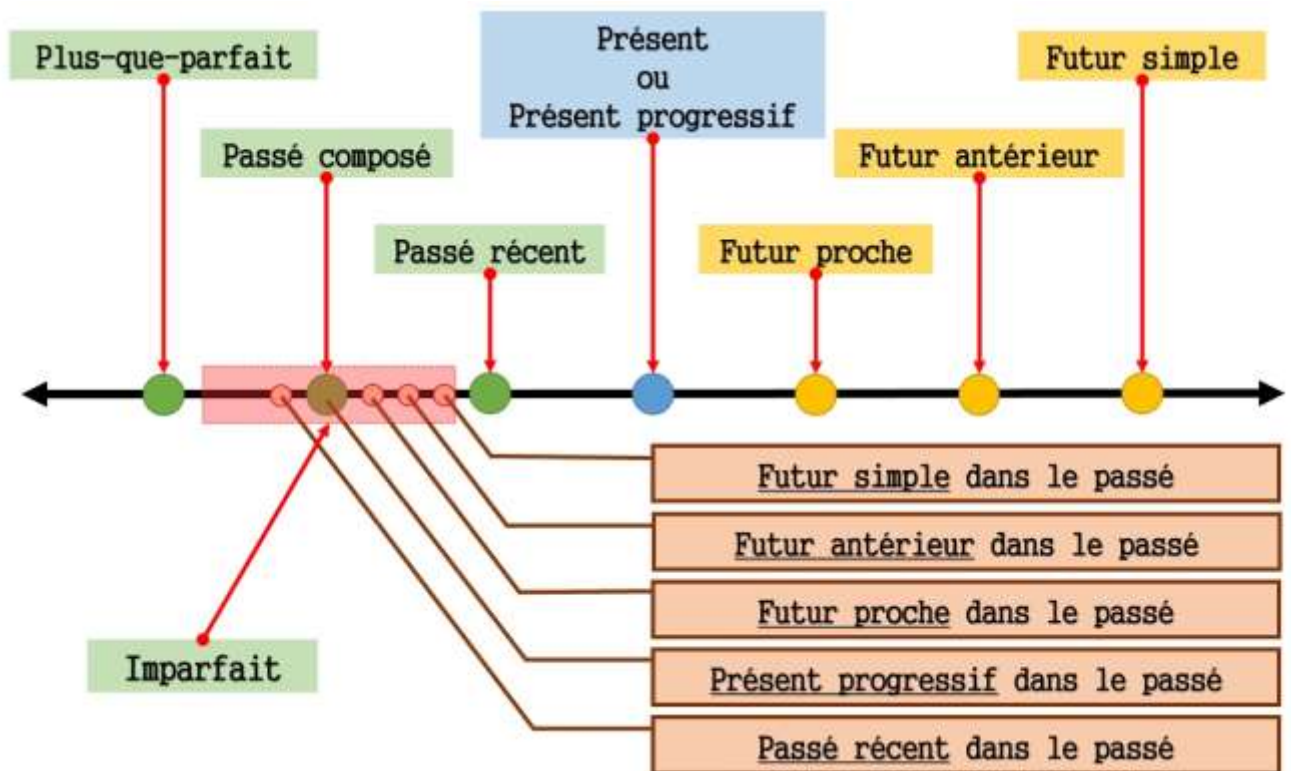 Plus-que-parfait
Présent
ou
Présent progressif
Futur simple
Passé composé
Futur antérieur
Passé récent
Futur proche
Futur simple dans le passé
Futur antérieur dans le passé
Futur proche dans le passé
Imparfait
Présent progressif dans le passé
Passé récent dans le passé